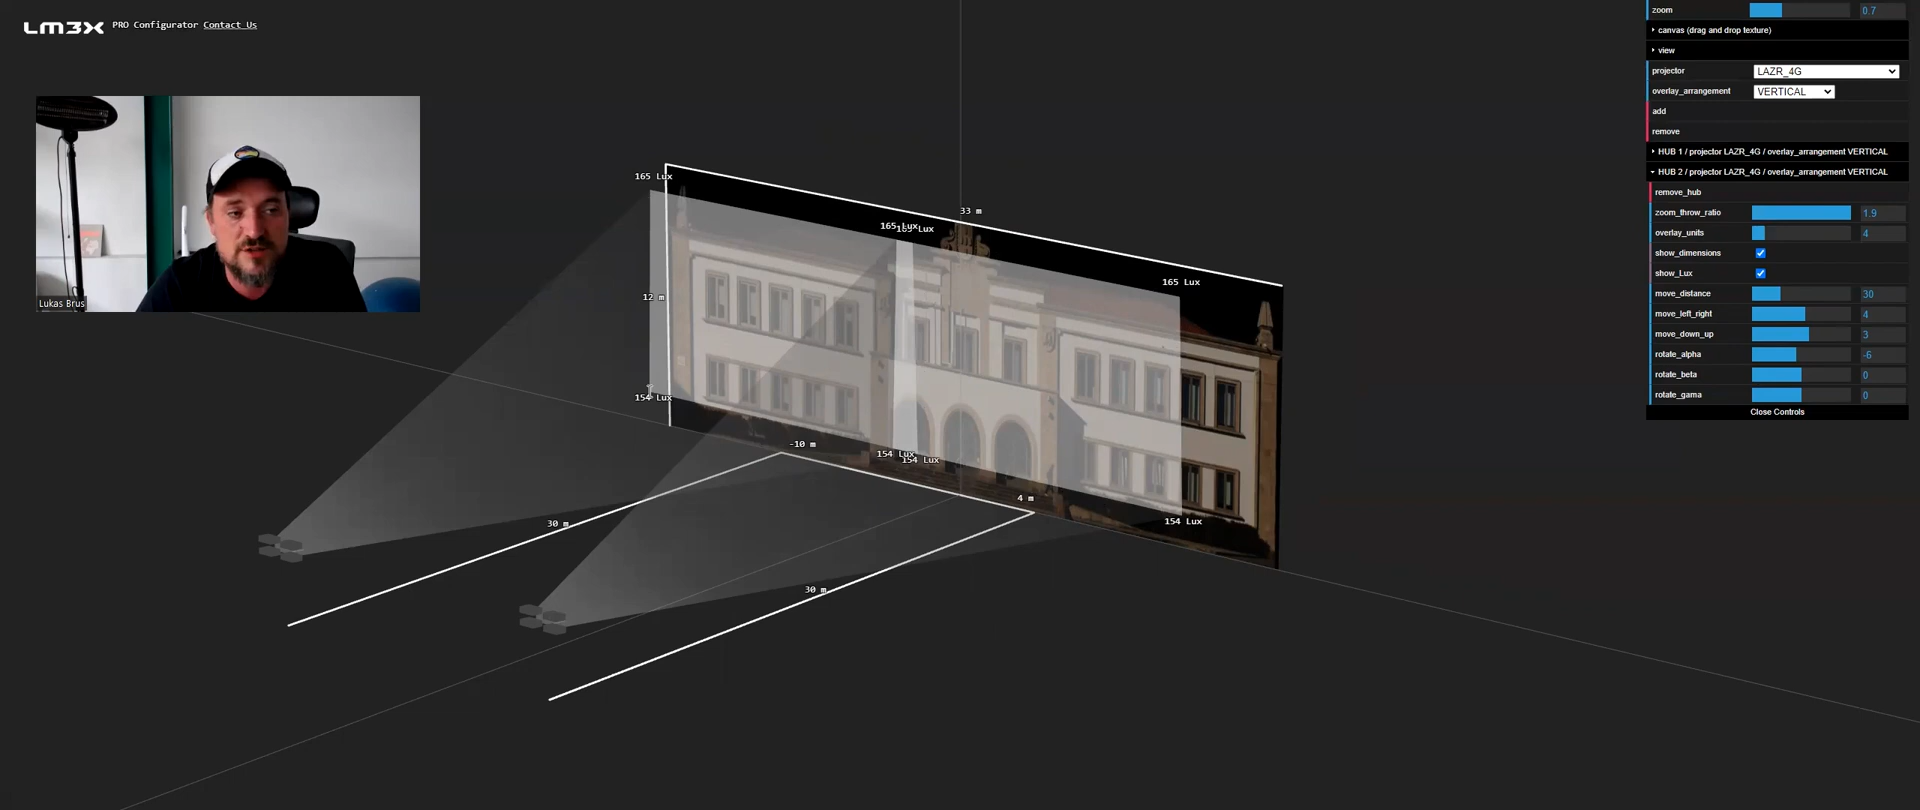 LM3X PRO Configurator Contact Us
Lukas Brus
165 Lux
33 m
165 Lux
165 Lux
165 Lux
12 m
154 Lux
-10 m
154 Lux
154 Lux
4 m
154 Lux
30 m
30 m
zoom 0.7
canvas (drag and drop texture)
view
projector LAZR_4G
overlay_arrangement VERTICAL
add
remove
HUB 1 / projector LAZR_4G / overlay_arrangement VERTICAL
HUB 2 / projector LAZR_4G / overlay_arrangement VERTICAL
remove_hub
zoom_throw_ratio 1.9
overlay_units 4
show_dimensions
show_Lux
move_distance 30
move_left_right 4
move_down_up 3
rotate_alpha -6
rotate_beta 0
rotate_gama 0
Close Controls